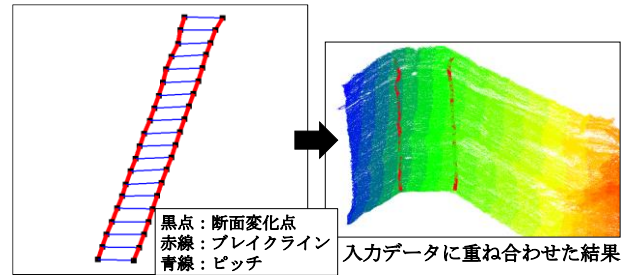 黒点：断面変化点
赤線：ブレイクライン
青線：ピッチ
入力データに重ね合わせた結果